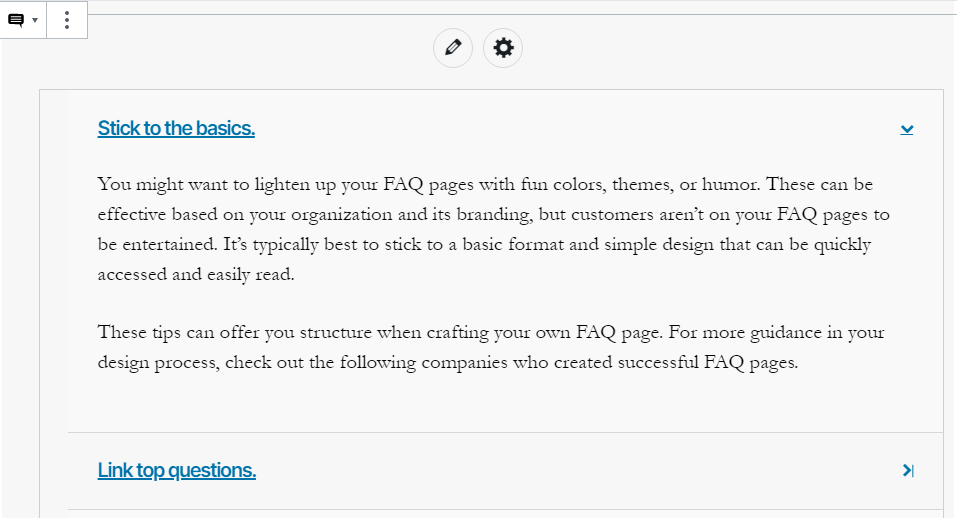 Stick to the basics.
You might want to lighten up your FAQ pages with fun colors, themes, or humor. These can be
effective based on your organization and its branding, but customers aren’t on your FAQ pages to
be entertained. It’s typically best to stick to a basic format and simple design that can be quickly
accessed and easily read.
These tips can offer you structure when crafting your own FAQ page. For more guidance in your
design process, check out the following companies who created successful FAQ pages.
Link top questions.